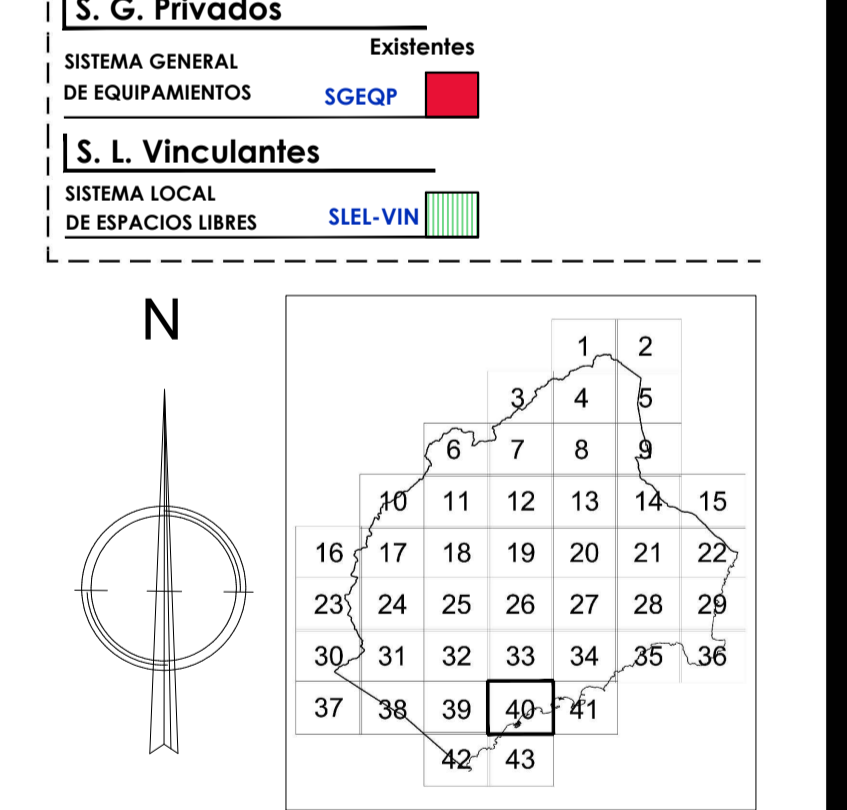 S. G. Privados
Existentes
SISTEMA GENERAL
DE EQUIPAMIENTOS SGEQP
S. L. Vinculantes
SISTEMA LOCAL
DE ESPACIOS LIBRES SLEL-VIN
N
1 2
3 4 5
6 7 8 9
10 11 12 13 14 15
16 17 18 19 20 21 22
23 24 25 26 27 28 29
30 31 32 33 34 35 36
37 38 39 40 41
42 43